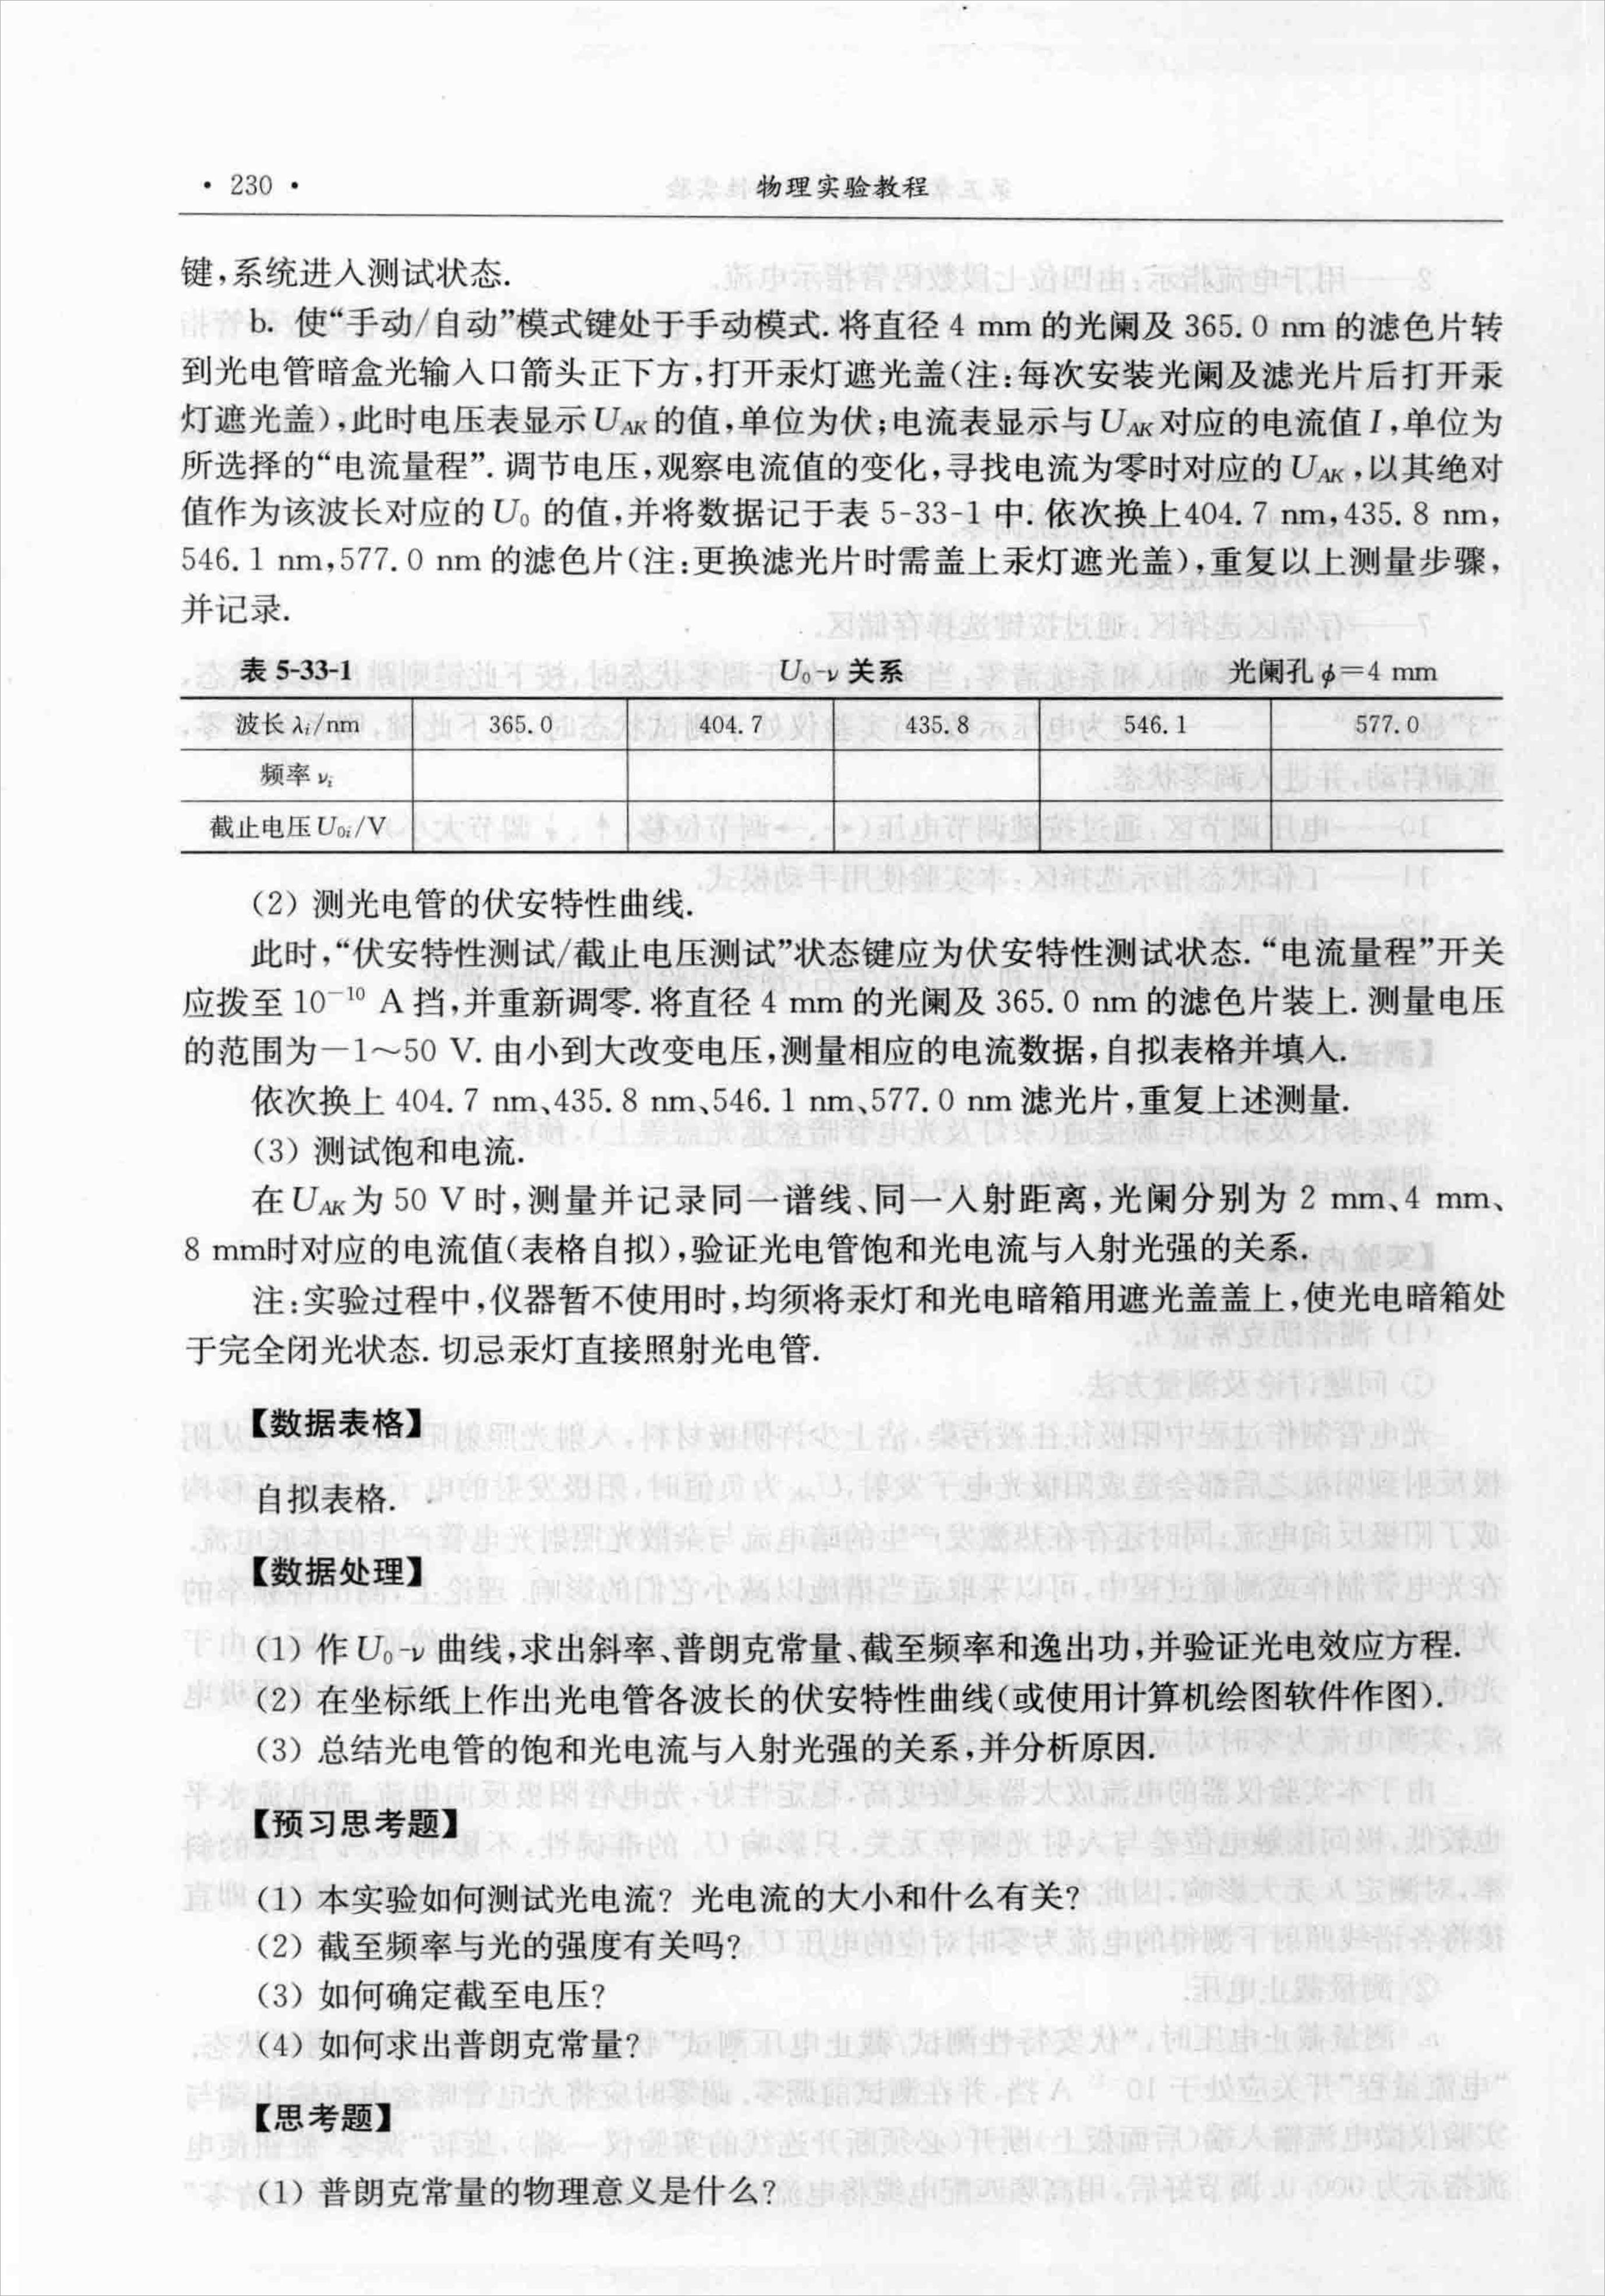 · 230 ·
物理实验教程
键,系统进入测试状态.
b. 使“手动/自动”模式键处于手动模式. 将直径 4 mm 的光阑及 365. 0 nm 的滤色片转
到光电管暗盒光输入口箭头正下方,打开汞灯遮光盖(注:每次安装光阑及滤光片后打开汞
灯遮光盖),此时电压表显示 U_AK 的值,单位为伏;电流表显示与 U_AK 对应的电流值 I,单位为
所选择的“电流量程”. 调节电压,观察电流值的变化,寻找电流为零时对应的 U_AK,以其绝对
值作为该波长对应的 U₀ 的值,并将数据记于表 5-33-1 中. 依次换上404. 7 nm,435. 8 nm,
546. 1 nm,577. 0 nm 的滤色片(注:更换滤光片时需盖上汞灯遮光盖),重复以上测量步骤,
并记录.
表 5-33-1 U₀-ν 关系 光阑孔 ϕ=4 mm
波长 λᵢ/nm 365. 0 404. 7 435. 8 546. 1 577. 0
频率 νᵢ
截止电压 U₀ᵢ/V
(2) 测光电管的伏安特性曲线.
此时,“伏安特性测试/截止电压测试”状态键应为伏安特性测试状态. “电流量程”开关
应拨至 10⁻¹⁰ A 挡,并重新调零. 将直径 4 mm 的光阑及 365. 0 nm 的滤色片装上. 测量电压
的范围为－1～50 V. 由小到大改变电压,测量相应的电流数据,自拟表格并填入.
依次换上 404. 7 nm、435. 8 nm、546. 1 nm、577. 0 nm 滤光片,重复上述测量.
(3) 测试饱和电流.
在 U_AK 为 50 V 时,测量并记录同一谱线、同一入射距离,光阑分别为 2 mm、4 mm、
8 mm时对应的电流值(表格自拟),验证光电管饱和光电流与入射光强的关系.
注:实验过程中,仪器暂不使用时,均须将汞灯和光电暗箱用遮光盖盖上,使光电暗箱处
于完全闭光状态. 切忌汞灯直接照射光电管.
【数据表格】
自拟表格.
【数据处理】
(1) 作 U₀-ν 曲线,求出斜率、普朗克常量、截至频率和逸出功,并验证光电效应方程.
(2) 在坐标纸上作出光电管各波长的伏安特性曲线(或使用计算机绘图软件作图).
(3) 总结光电管的饱和光电流与入射光强的关系,并分析原因.
【预习思考题】
(1) 本实验如何测试光电流? 光电流的大小和什么有关?
(2) 截至频率与光的强度有关吗?
(3) 如何确定截至电压?
(4) 如何求出普朗克常量?
【思考题】
(1) 普朗克常量的物理意义是什么?